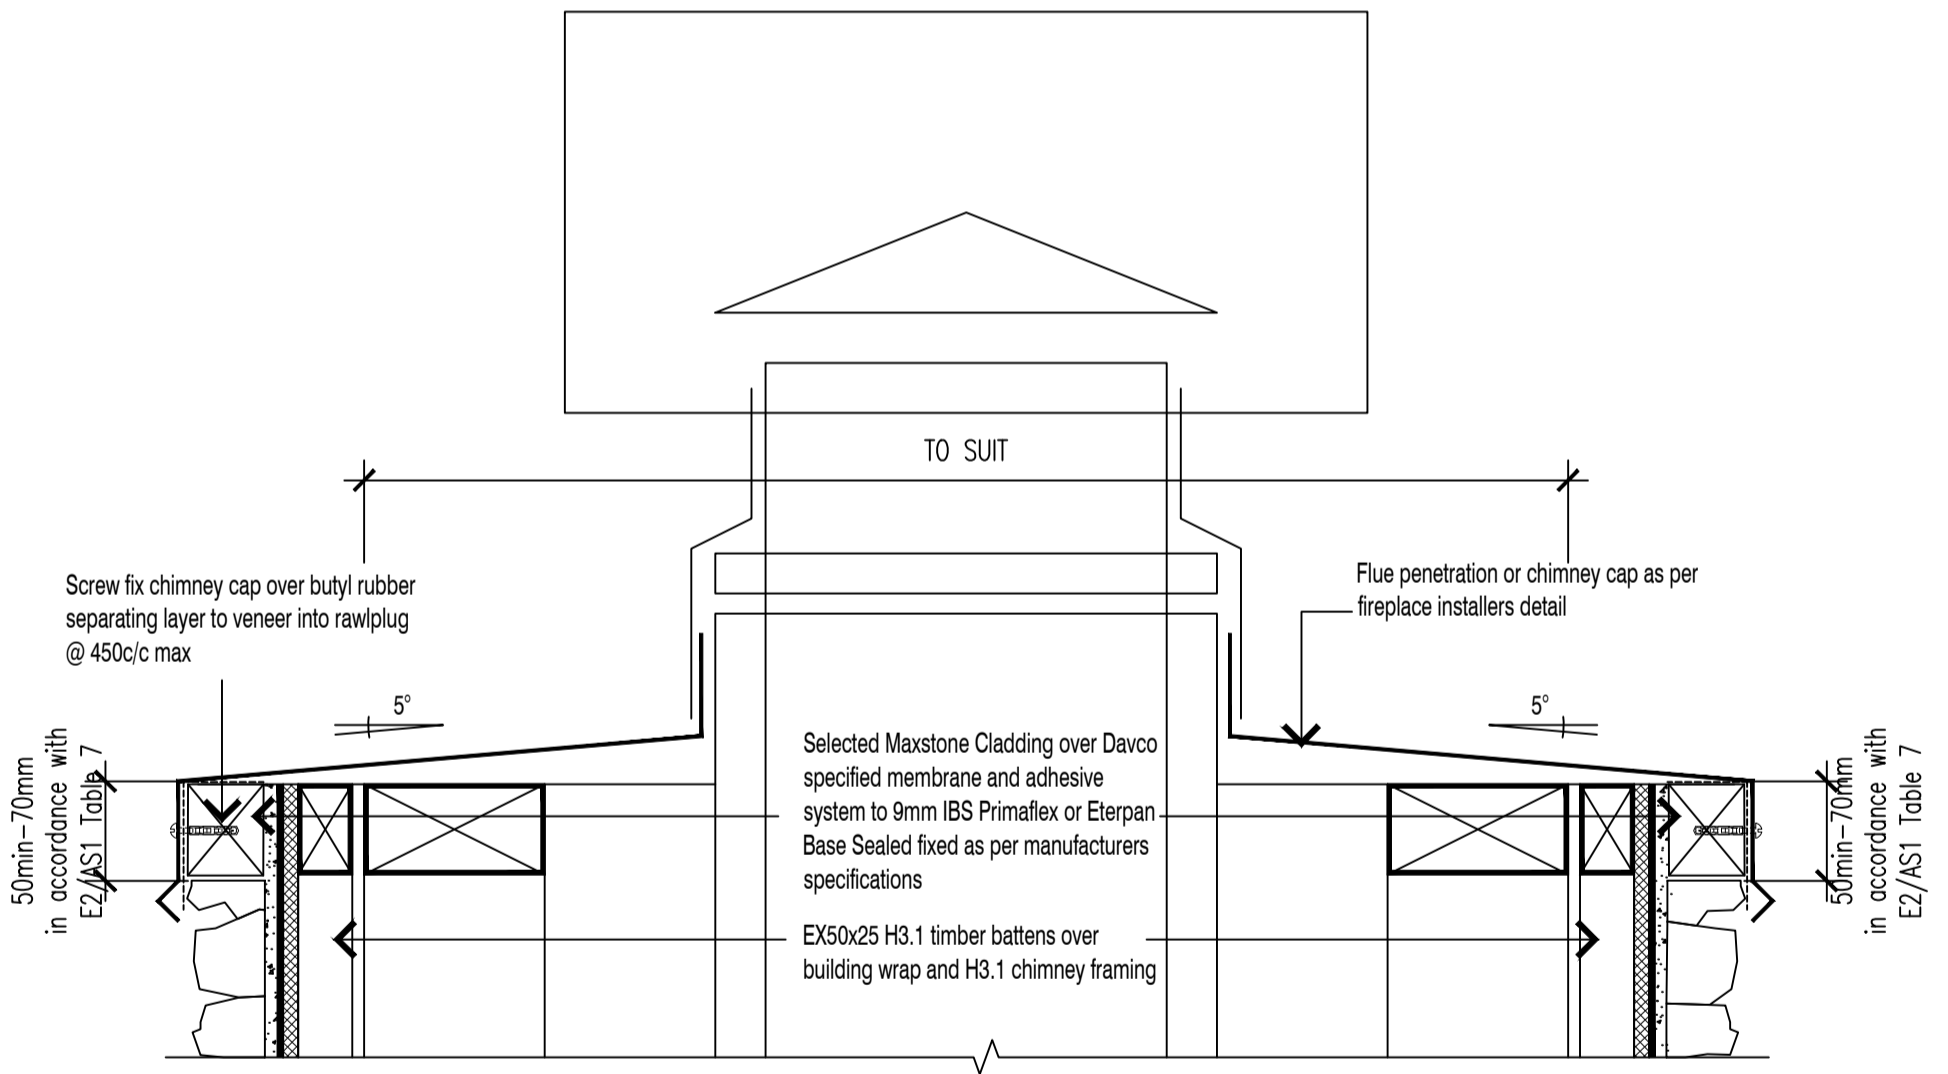 TO SUIT
Screw fix chimney cap over butyl rubber
separating layer to veneer into rawlplug
@ 450c/c max
Flue penetration or chimney cap as per
fireplace installers detail
5°
5°
50min-70mm
in accordance with
E2/AS1 Table 7
Selected Maxstone Cladding over Davco
specified membrane and adhesive
system to 9mm IBS Primaflex or Eterpan
Base Sealed fixed as per manufacturers
specifications
EX50x25 H3.1 timber battens over
building wrap and H3.1 chimney framing
50min-70mm
in accordance with
E2/AS1 Table 7